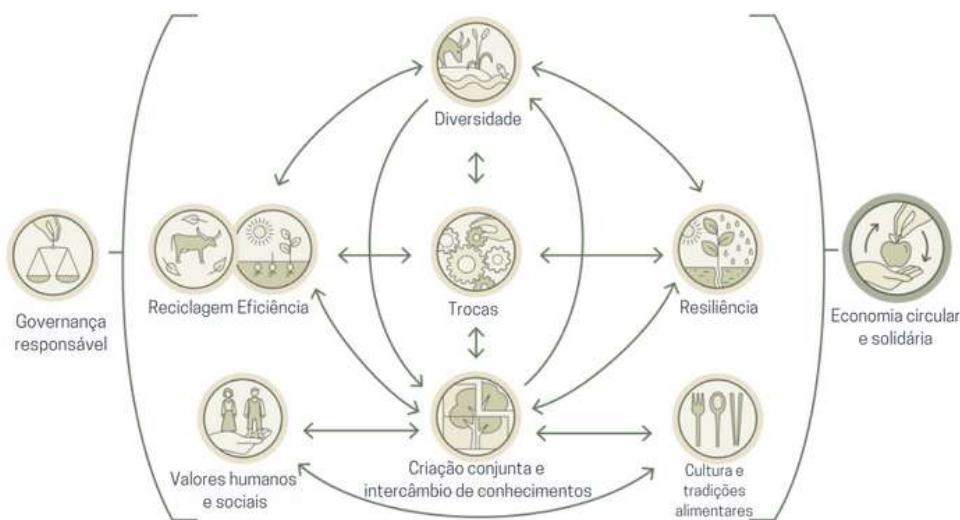 Diversidade
Reciclagem Eficiência
Trocas
Resiliência
Governança
responsável
Economia circular
e solidária
Valores humanos
e sociais
Criação conjunta e
intercâmbio de conhecimentos
Cultura e
tradições
alimentares